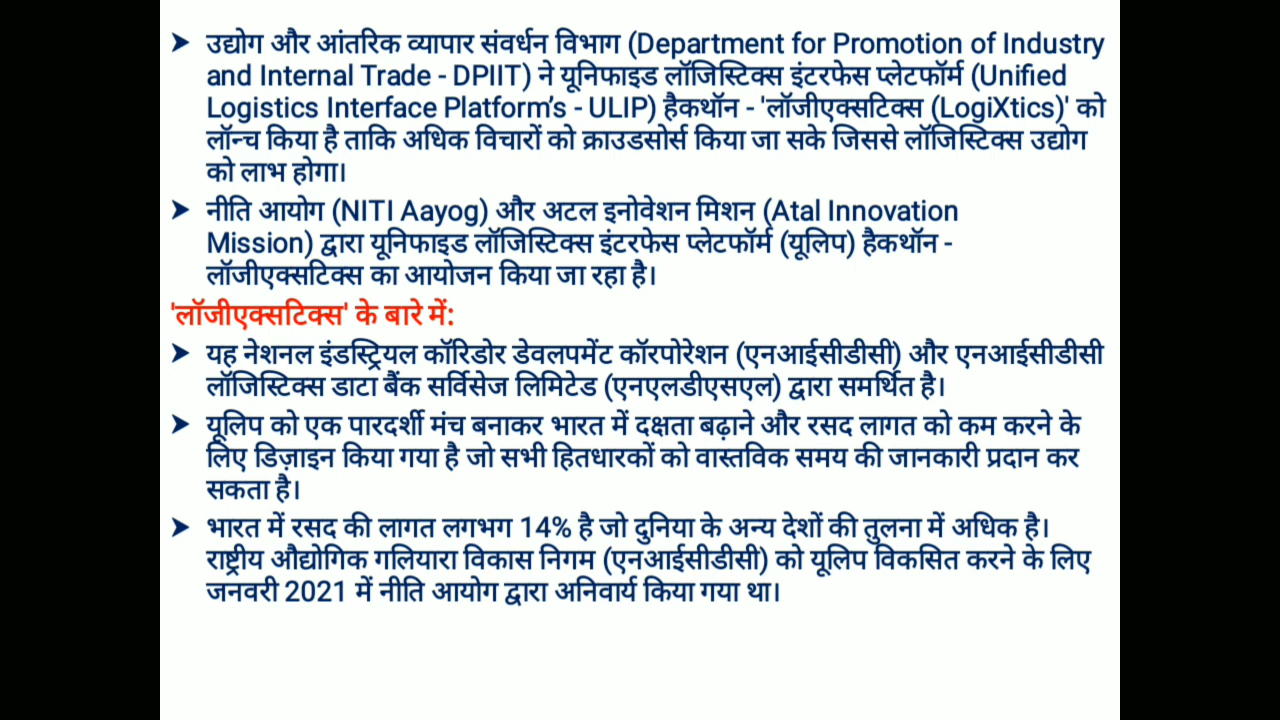 ➤ उद्योग और आंतरिक व्यापार संवर्धन विभाग (Department for Promotion of Industry
and Internal Trade - DPIIT) ने यूनिफाइड लॉजिस्टिक्स इंटरफेस प्लेटफॉर्म (Unified
Logistics Interface Platform’s - ULIP) हैकथॉन - 'लॉजीएक्सटिक्स (LogiXtics)' को
लॉन्च किया है ताकि अधिक विचारों को क्राउडसोर्स किया जा सके जिससे लॉजिस्टिक्स उद्योग
को लाभ होगा।
➤ नीति आयोग (NITI Aayog) और अटल इनोवेशन मिशन (Atal Innovation
Mission) द्वारा यूनिफाइड लॉजिस्टिक्स इंटरफेस प्लेटफॉर्म (यूलिप) हैकथॉन -
लॉजीएक्सटिक्स का आयोजन किया जा रहा है।
'लॉजीएक्सटिक्स' के बारे में:
➤ यह नेशनल इंडस्ट्रियल कॉरिडोर डेवलपमेंट कॉरपोरेशन (एनआईसीडीसी) और एनआईसीडीसी
लॉजिस्टिक्स डाटा बैंक सर्विसेज लिमिटेड (एनएलडीएसएल) द्वारा समर्थित है।
➤ यूलिप को एक पारदर्शी मंच बनाकर भारत में दक्षता बढ़ाने और रसद लागत को कम करने के
लिए डिज़ाइन किया गया है जो सभी हितधारकों को वास्तविक समय की जानकारी प्रदान कर
सकता है।
➤ भारत में रसद की लागत लगभग 14% है जो दुनिया के अन्य देशों की तुलना में अधिक है।
राष्ट्रीय औद्योगिक गलियारा विकास निगम (एनआईसीडीसी) को यूलिप विकसित करने के लिए
जनवरी 2021 में नीति आयोग द्वारा अनिवार्य किया गया था।